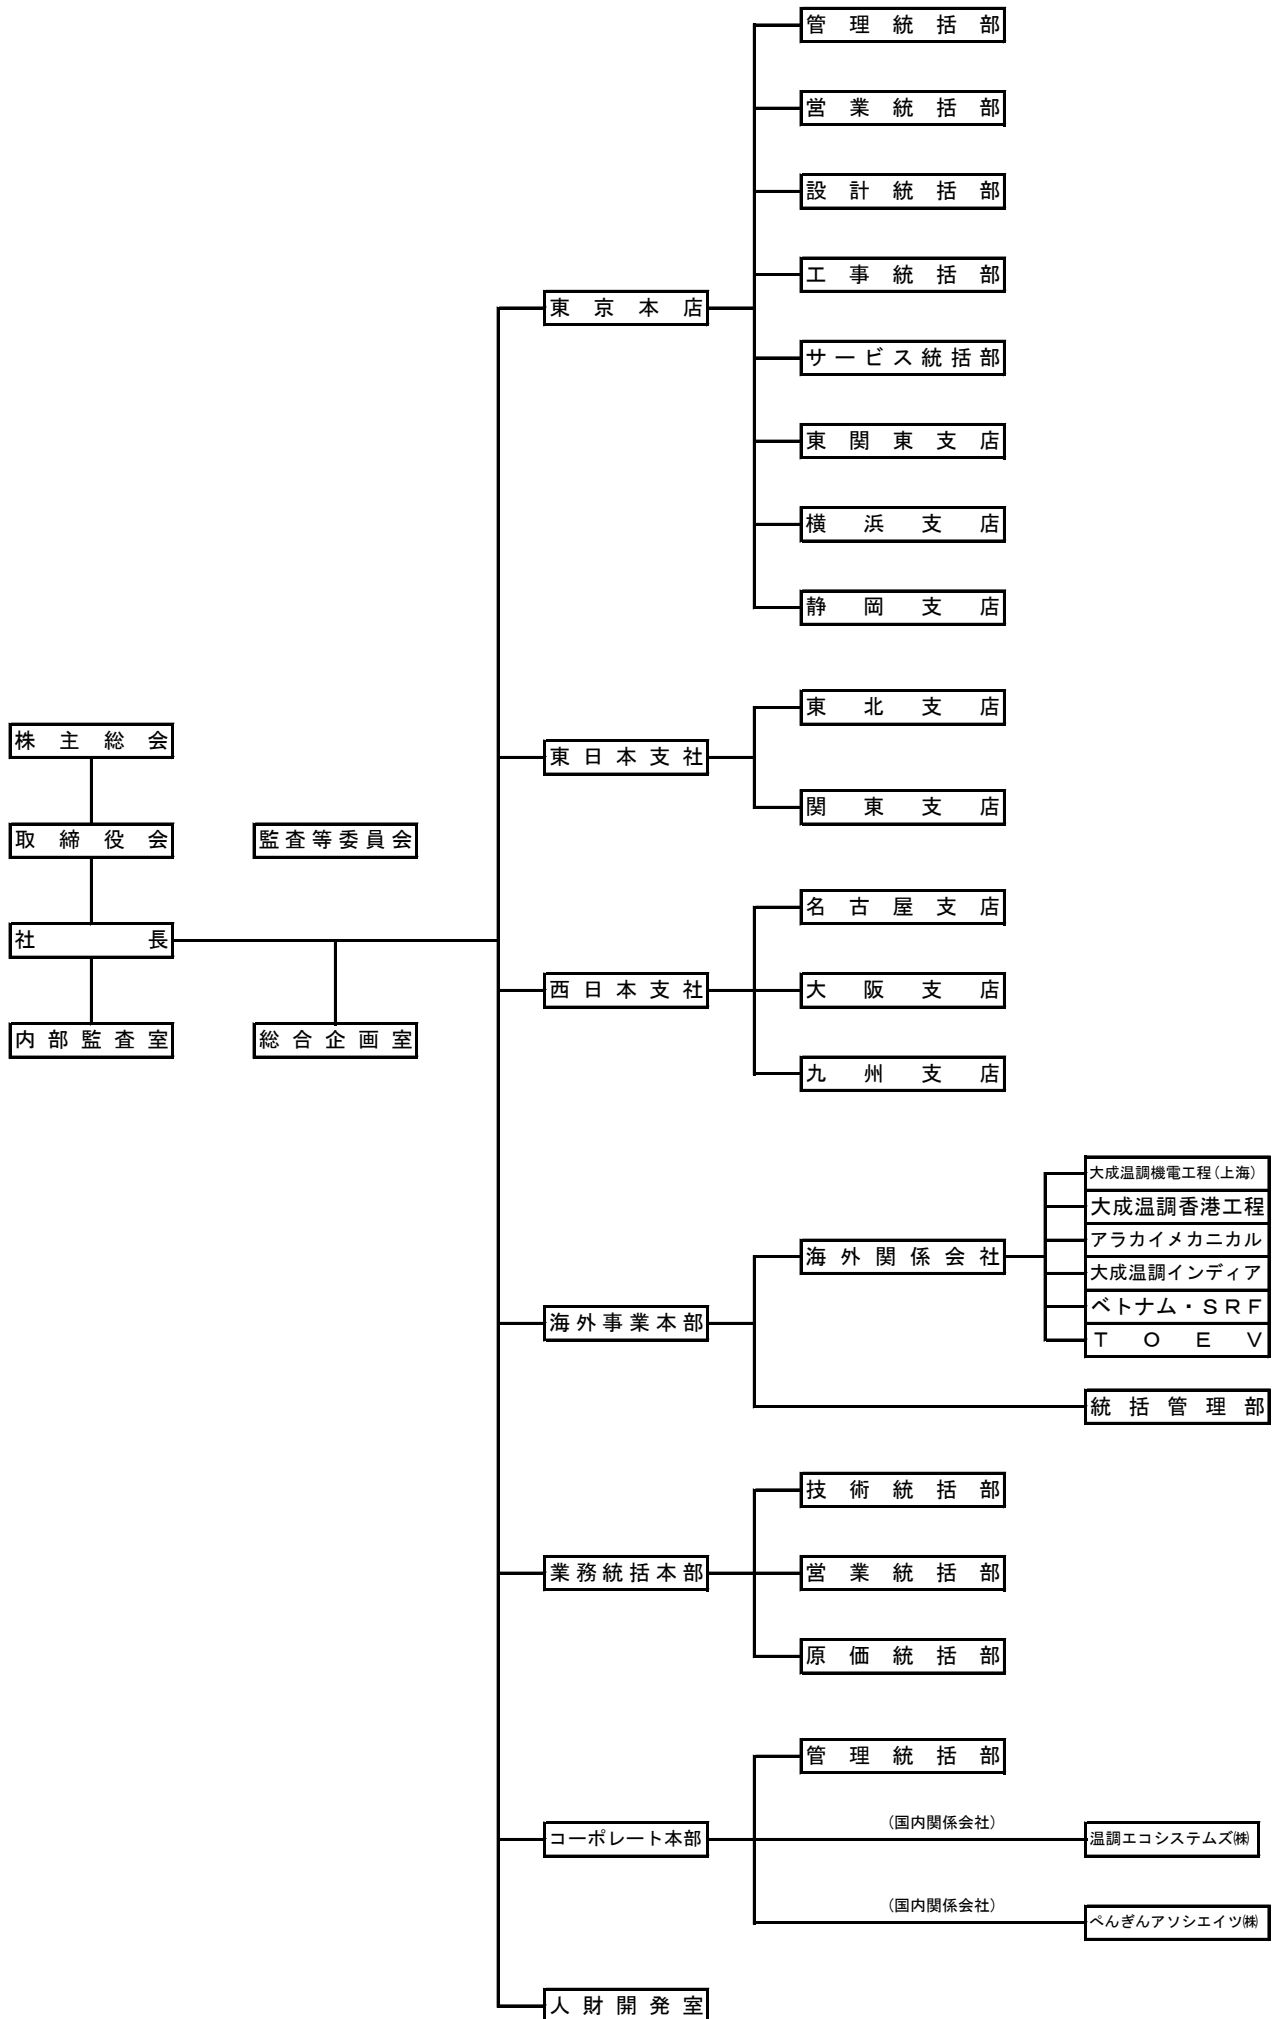 管理統括部
営業統括部
設計統括部
工事統括部
東京本店
サービス統括部
東関東支店
横浜支店
静岡支店
東北支店
株主総会
東日本支社
関東支店
取締役会
監査等委員会
名古屋支店
社長
西日本支社
大阪支店
内部監査室
総合企画室
九州支店
大成温調機電工程(上海)
大成温調香港工程
アラカイメカニカル
海外関係会社
大成温調インディア
ベトナム・SRF
海外事業本部
TOEV
統括管理部
技術統括部
業務統括本部
営業統括部
原価統括部
管理統括部
(国内関係会社)
コーポレート本部
温調エコシステムズ㈱
(国内関係会社)
ぺんぎんアソシエイツ㈱
人財開発室